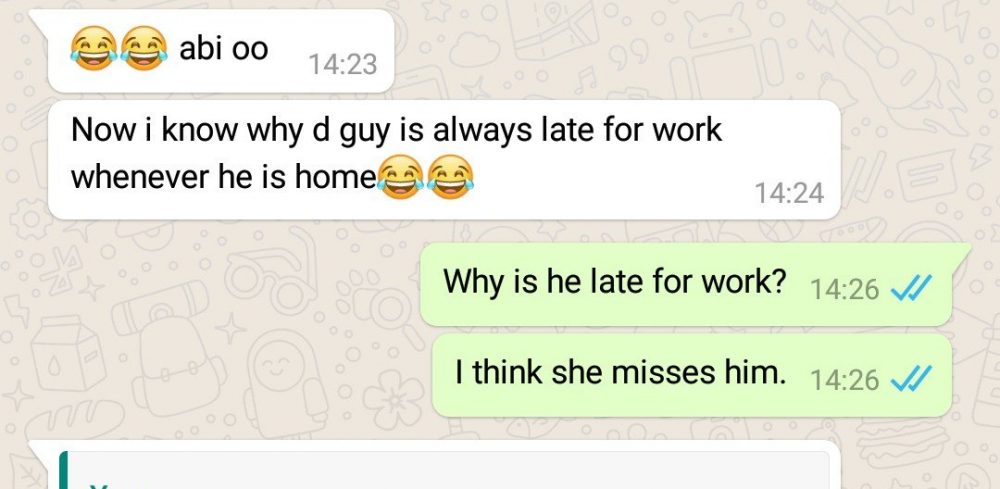 😂😂 abi oo 14:23
Now i know why d guy is always late for work
whenever he is home😂😂 14:24
Why is he late for work? 14:26
I think she misses him. 14:26